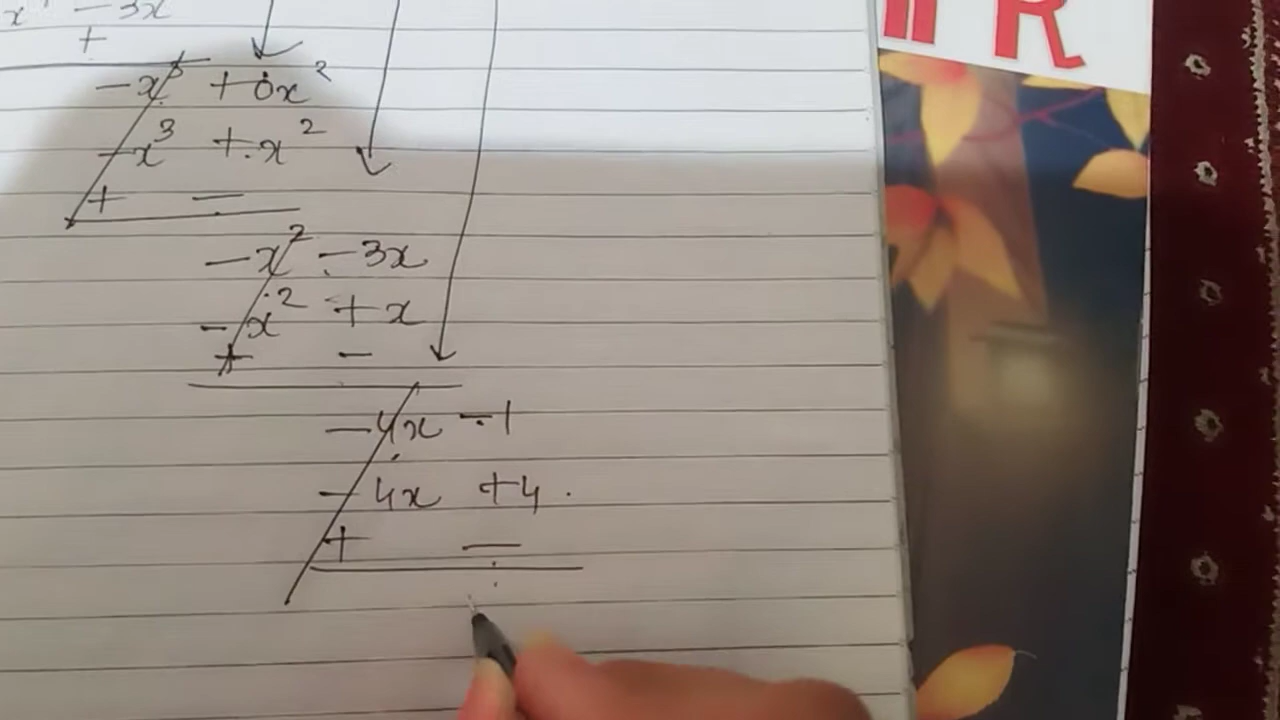 - 3x
+
-x³ +0x²
-x³ +x²
+ -
-x² -3x
-x² +x
+ -
-4x -1
-4x +4
+ -
R